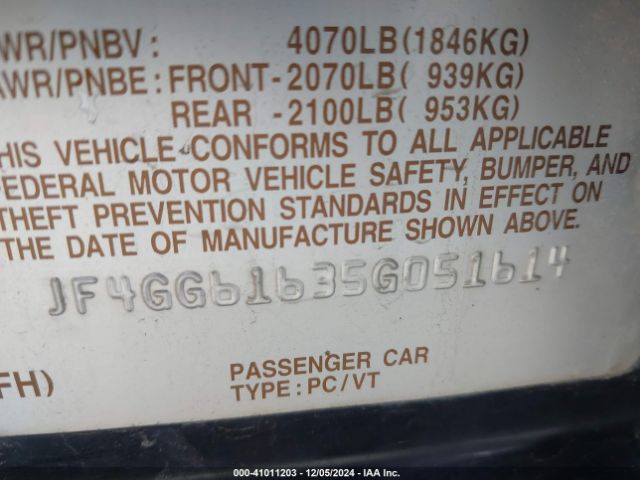 WR/PNBV: 4070LB(1846KG)
AWR/PNBE: FRONT-2070LB( 939KG)
REAR -2100LB( 953KG)
THIS VEHICLE CONFORMS TO ALL APPLICABLE
FEDERAL MOTOR VEHICLE SAFETY, BUMPER, AND
THEFT PREVENTION STANDARDS IN EFFECT ON
THE DATE OF MANUFACTURE SHOWN ABOVE.
JF4GG61635G051614
FH)
PASSENGER CAR
TYPE: PC/VT
000-41011203 - 12/05/2024 - IAA Inc.